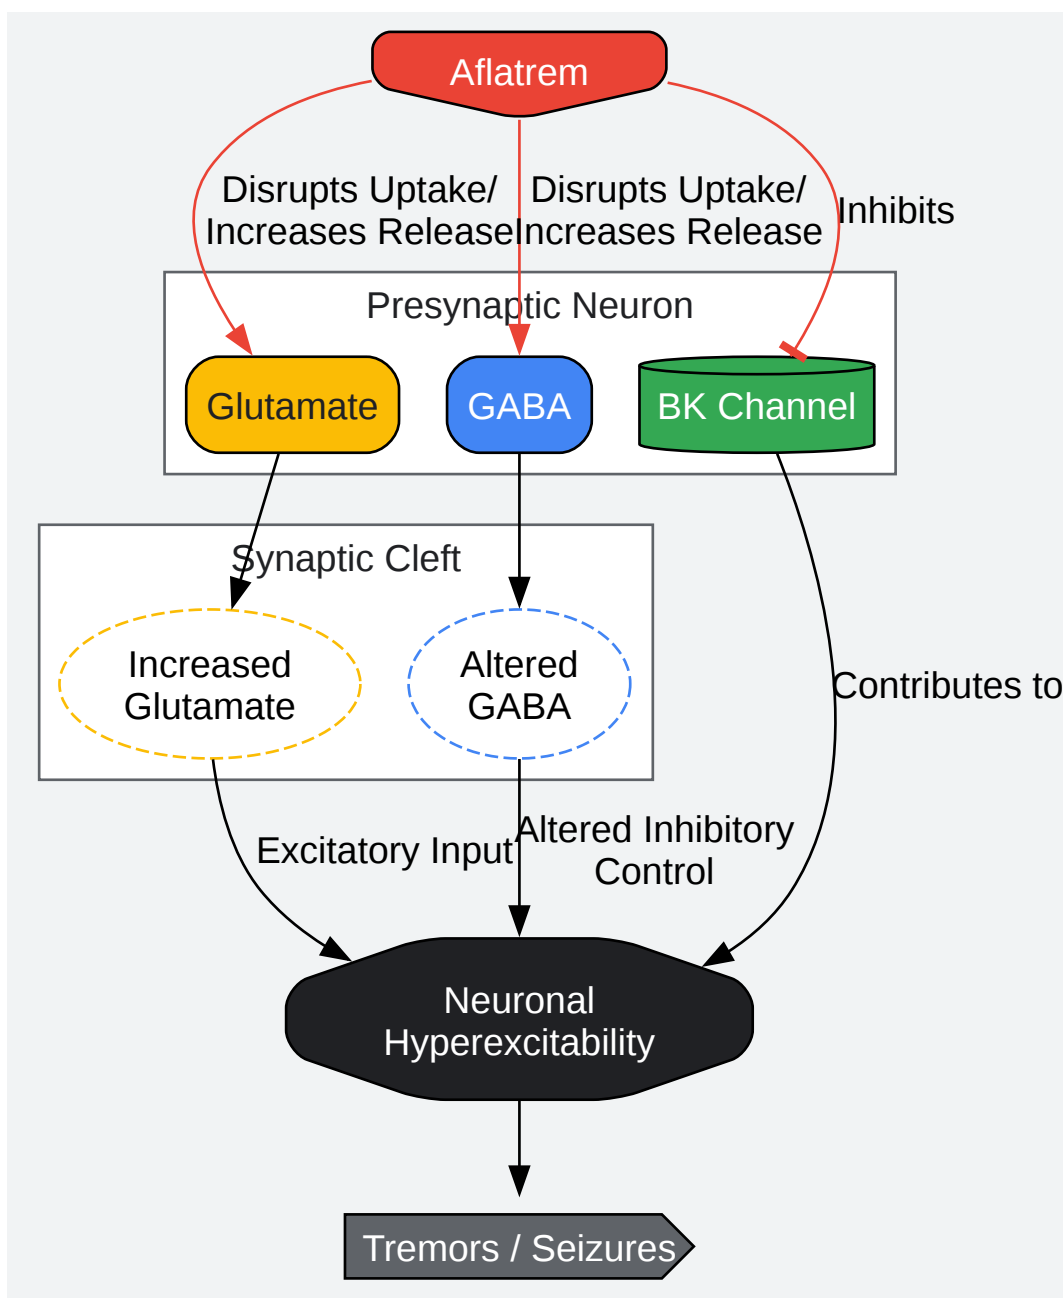 Aflatrem
Disrupts Uptake/
Increases Release
Disrupts Uptake/
Increases Release
Inhibits
Presynaptic Neuron
Glutamate
GABA
BK Channel
Synaptic Cleft
Increased
Glutamate
Altered
GABA
Contributes to
Excitatory Input
Altered Inhibitory
Control
Neuronal
Hyperexcitability
Tremors / Seizures